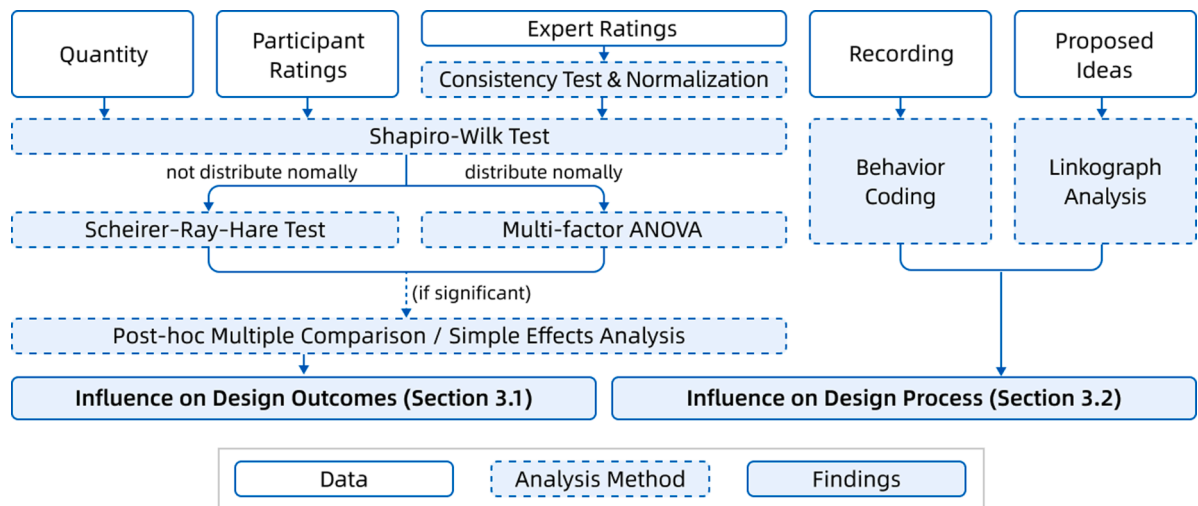 Quantity
Participant
Ratings
Expert Ratings
Consistency Test & Normalization
Recording
Proposed
Ideas
Shapiro-Wilk Test
not distribute nomally
distribute nomally
Behavior
Coding
Linkograph
Analysis
Scheirer-Ray-Hare Test
Multi-factor ANOVA
(if significant)
Post-hoc Multiple Comparison / Simple Effects Analysis
Influence on Design Outcomes (Section 3.1)
Influence on Design Process (Section 3.2)
Data
Analysis Method
Findings